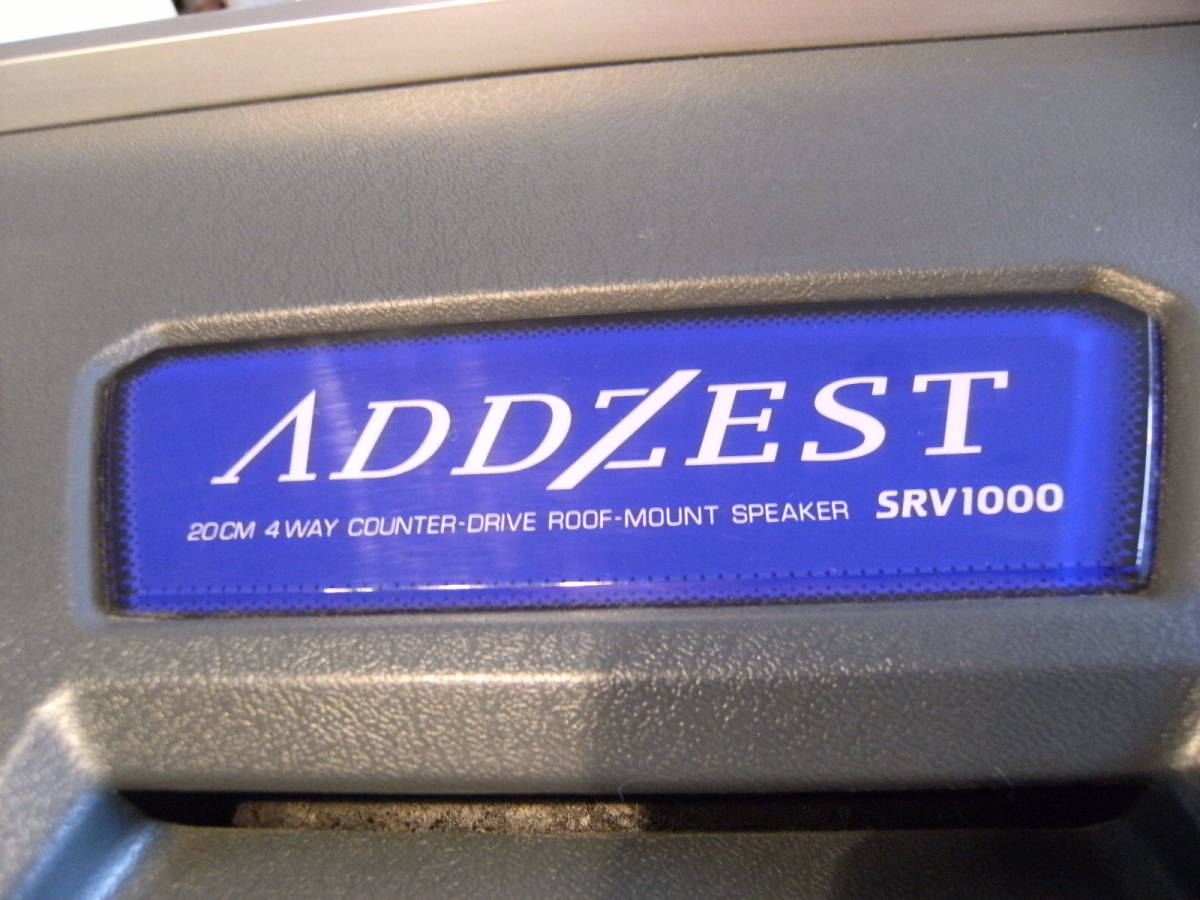 ADDZEST
20CM 4WAY COUNTER-DRIVE ROOF-MOUNT SPEAKER SRV1000